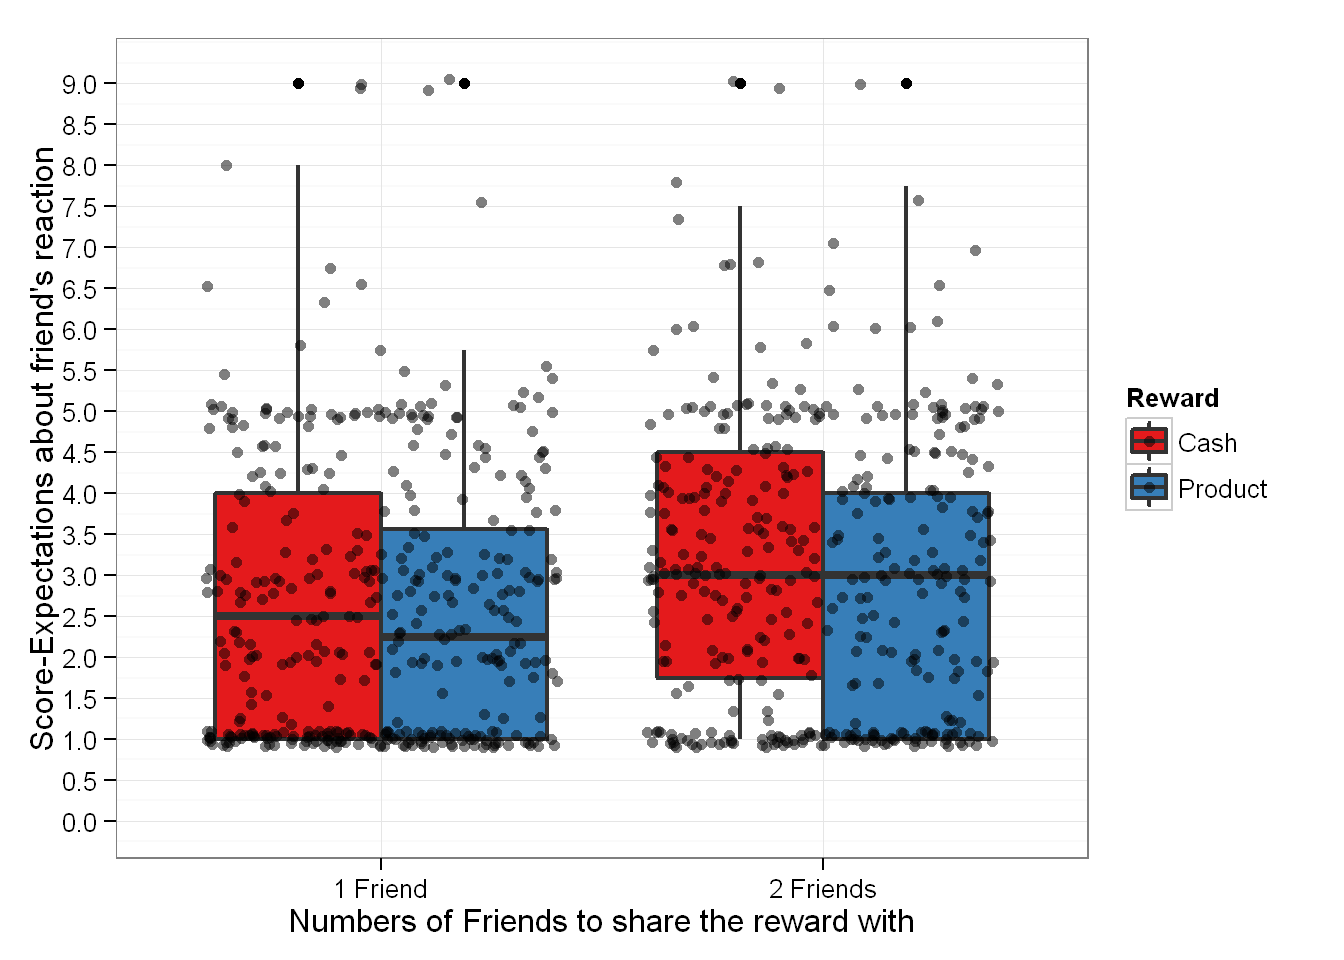 Score-Expectations about friend's reaction
9.0
8.5
8.0
7.5
7.0
6.5
6.0
5.5
5.0
4.5
4.0
3.5
3.0
2.5
2.0
1.5
1.0
0.5
0.0
1 Friend
2 Friends
Numbers of Friends to share the reward with
Reward
Cash
Product